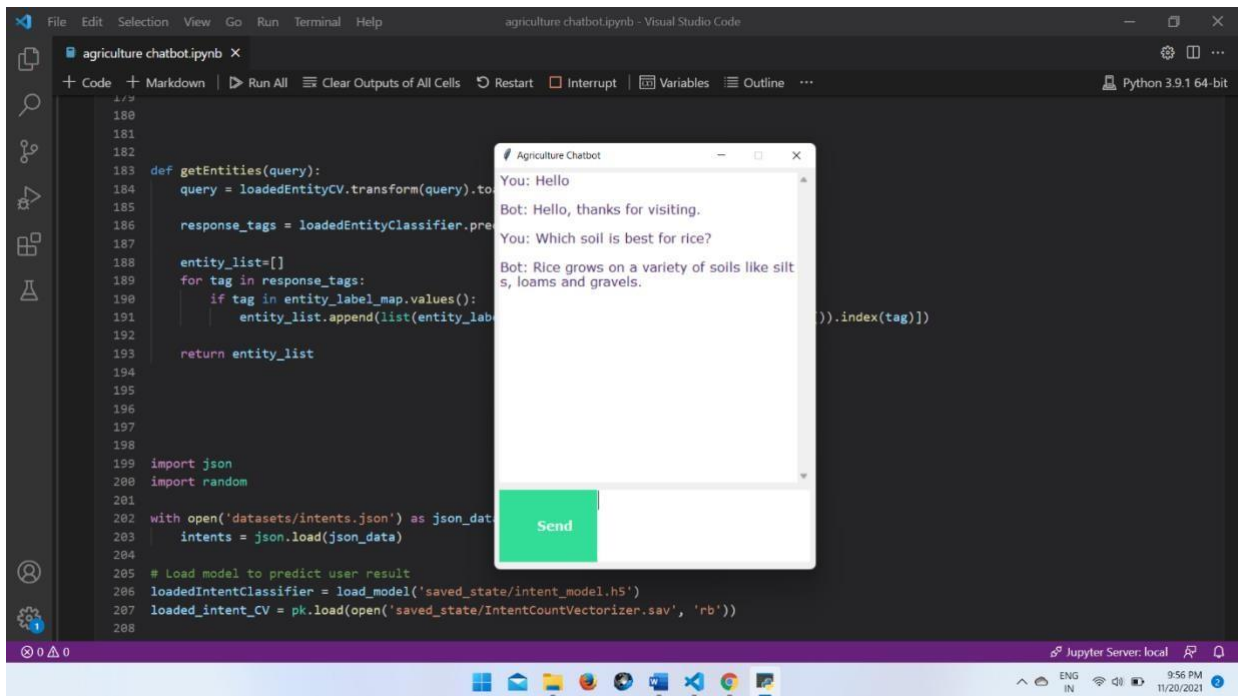 File Edit Selection View Go Run Terminal Help agriculture chatbot.ipynb - Visual Studio Code
agriculture chatbot.ipynb
+ Code + Markdown Run All Clear Outputs of All Cells Restart Interrupt Variables Outline ... Python 3.9.1 64-bit
179
180
181
182
183 def getEntities(query):
184 query = loadedEntityCV.transform(query).to
185
186 response_tags = loadedEntityClassifier.pre
187
188 entity_list=[]
189 for tag in response_tags:
190 if tag in entity_label_map.values():
191 entity_list.append(list(entity_lab )).index(tag)])
192
193 return entity_list
194
195
196
197
198
199 import json
200 import random
201
202 with open('datasets/intents.json') as json_dat
203 intents = json.load(json_data)
204
205 # Load model to predict user result
206 loadedIntentClassifier = load_model('saved_state/intent_model.h5')
207 loaded_intent_CV = pk.load(open('saved_state/IntentCountVectorizer.sav', 'rb'))
208
Agriculture Chatbot
You: Hello
Bot: Hello, thanks for visiting.
You: Which soil is best for rice?
Bot: Rice grows on a variety of soils like silt
s, loams and gravels.
Send
1
0 0 Jupyter Server: local
ENG
IN
9:56 PM
11/20/2021
2